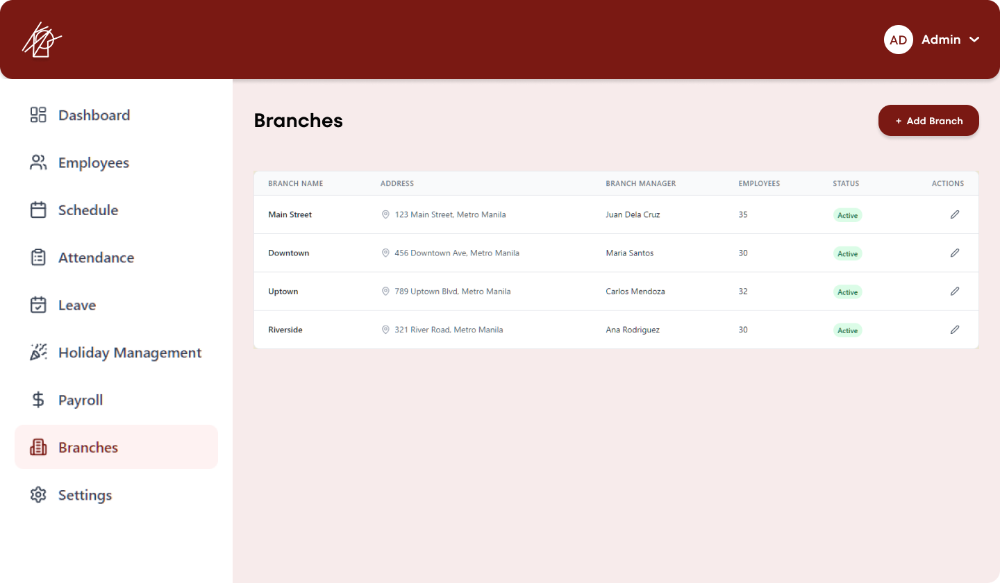 AD Admin
Dashboard
Employees
Schedule
Attendance
Leave
Holiday Management
Payroll
Branches
Settings
Branches
+ Add Branch
BRANCH NAME ADDRESS BRANCH MANAGER EMPLOYEES STATUS ACTIONS
Main Street 123 Main Street, Metro Manila Juan Dela Cruz 35 Active
Downtown 456 Downtown Ave, Metro Manila Maria Santos 30 Active
Uptown 789 Uptown Blvd, Metro Manila Carlos Mendoza 32 Active
Riverside 321 River Road, Metro Manila Ana Rodriguez 30 Active